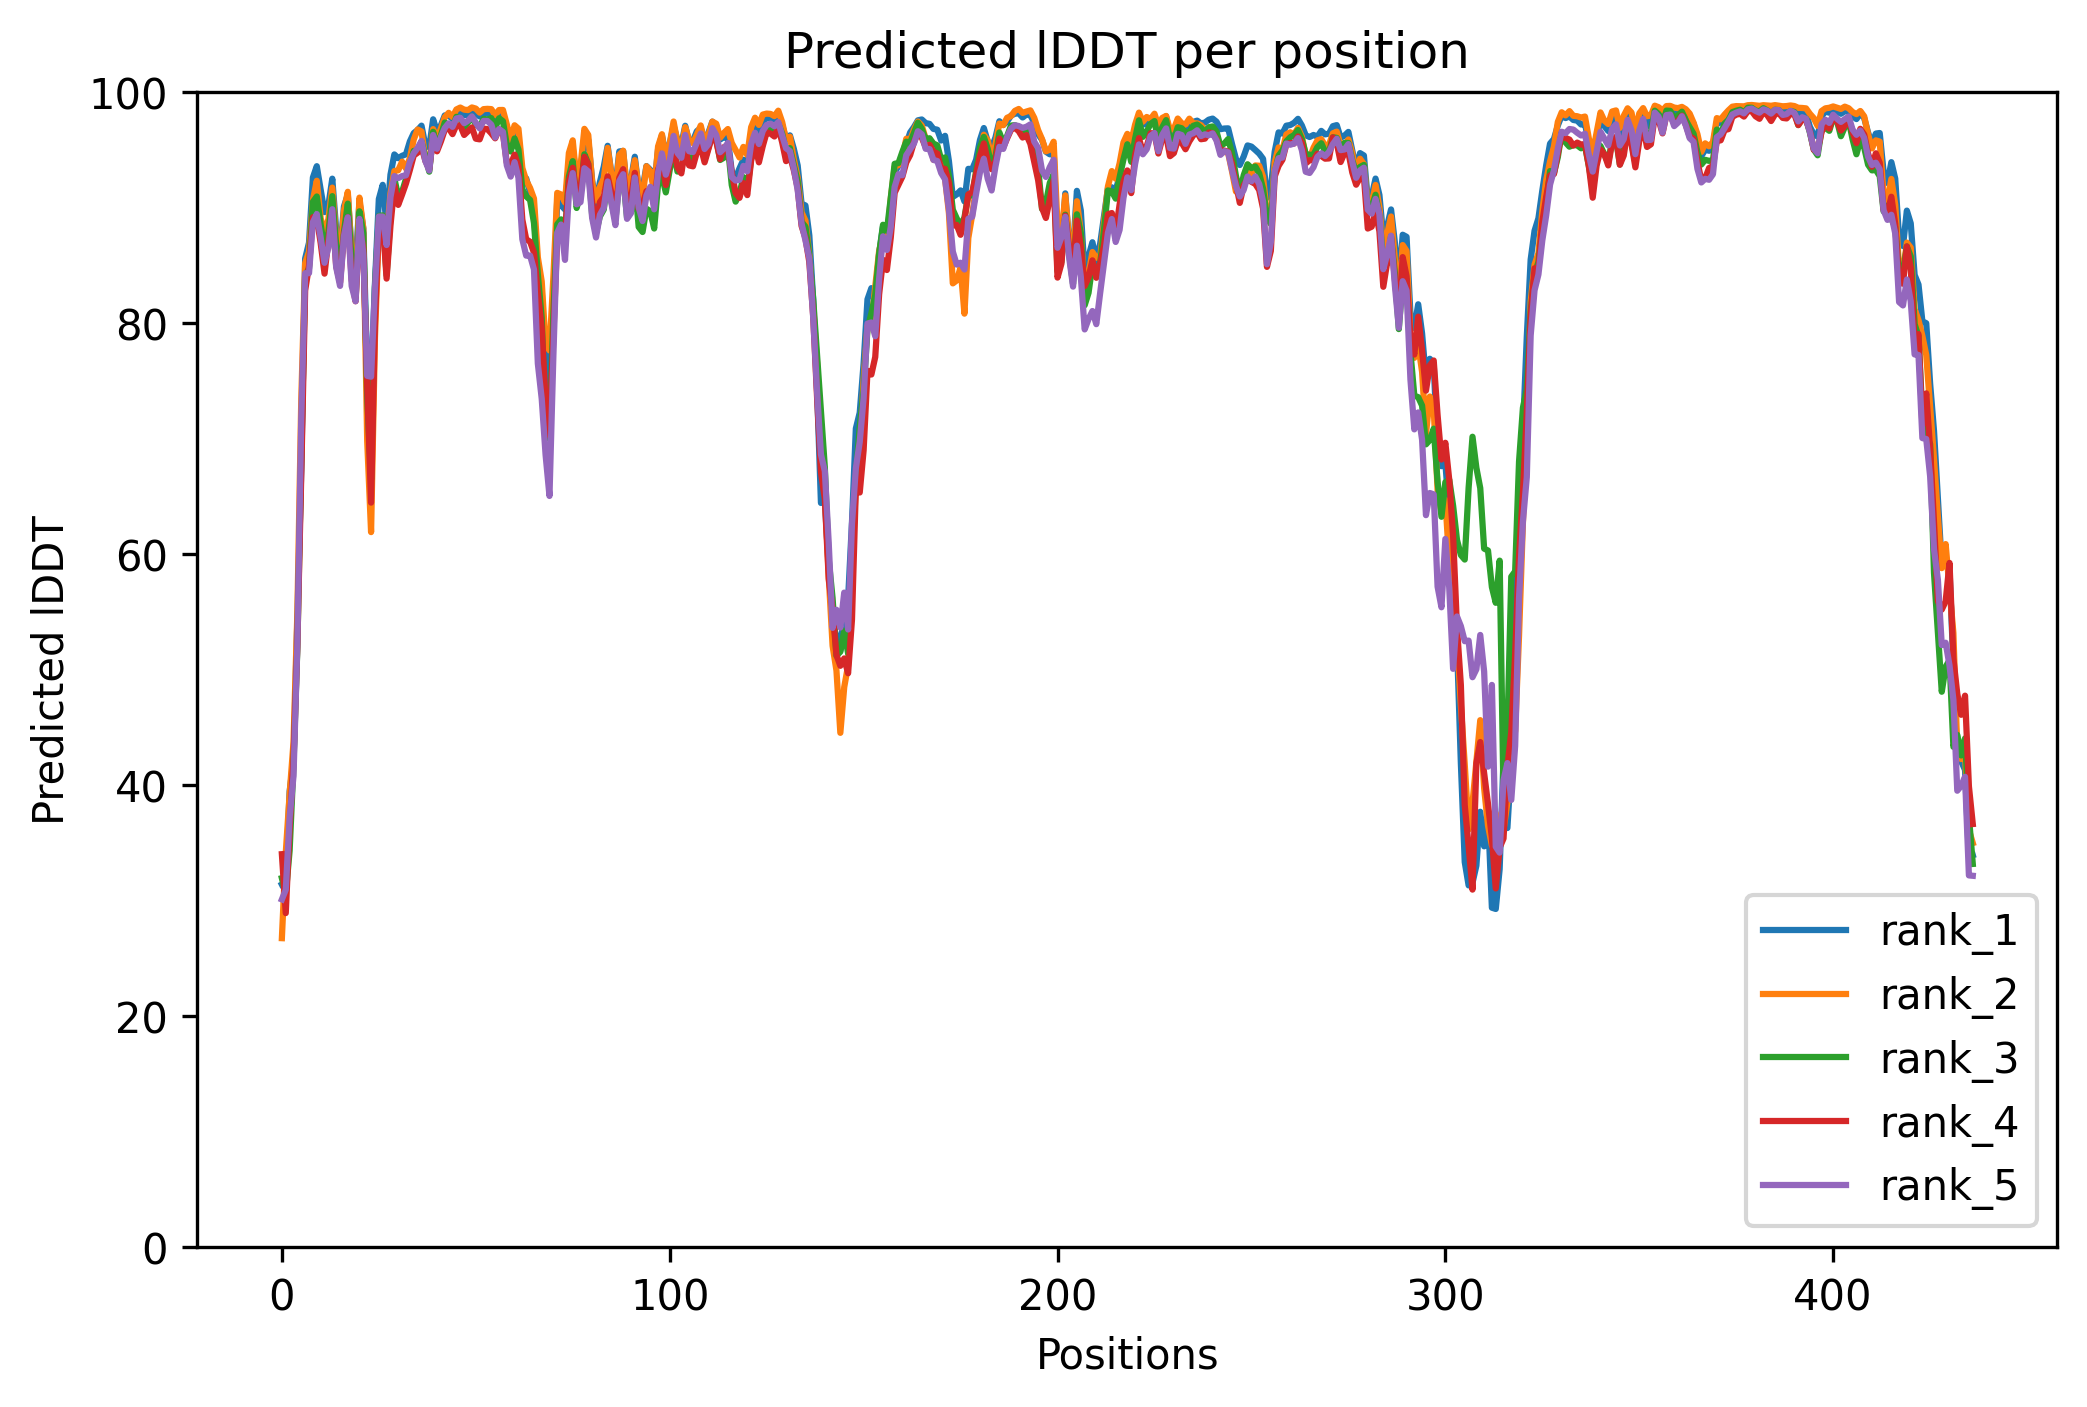 Predicted lDDT per position
Predicted lDDT
100
80
60
40
20
0
0 100 200 300 400
Positions
rank_1
rank_2
rank_3
rank_4
rank_5